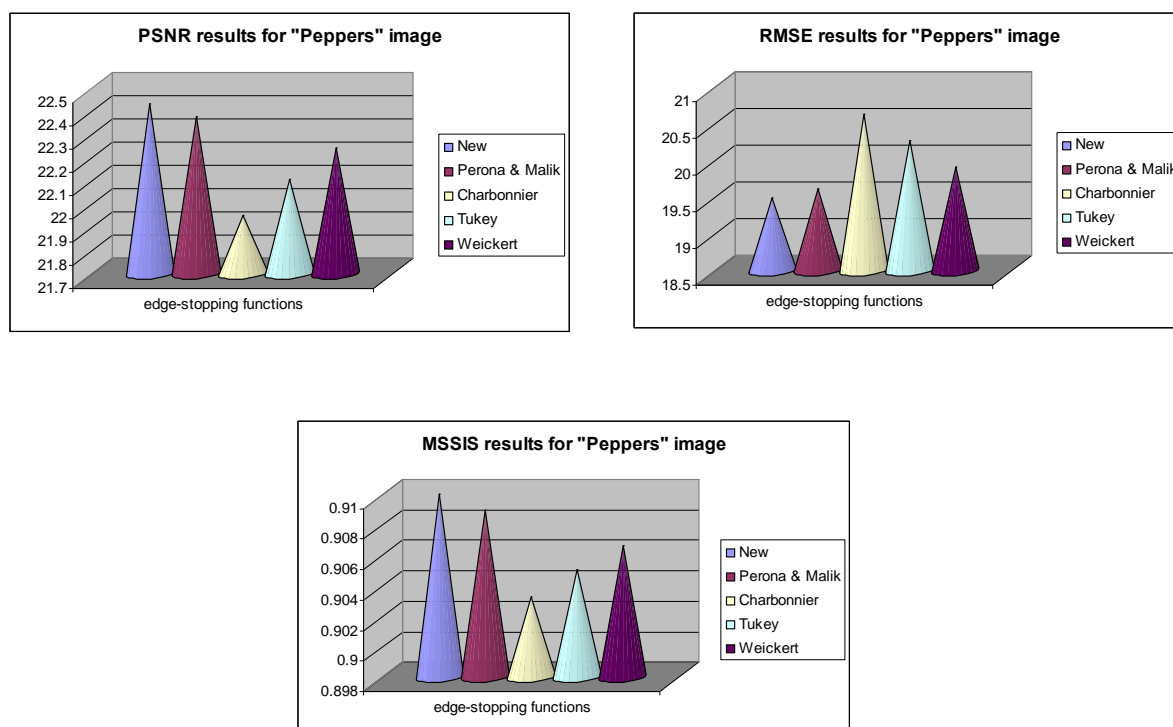 PSNR results for "Peppers" image
22.5
22.4
22.3
22.2
22.1
22
21.9
21.8
21.7
edge-stopping functions
New
Perona & Malik
Charbonnier
Tukey
Weickert
RMSE results for "Peppers" image
21
20.5
20
19.5
19
18.5
edge-stopping functions
New
Perona & Malik
Charbonnier
Tukey
Weickert
MSSIS results for "Peppers" image
0.91
0.908
0.906
0.904
0.902
0.9
0.898
edge-stopping functions
New
Perona & Malik
Charbonnier
Tukey
Weickert